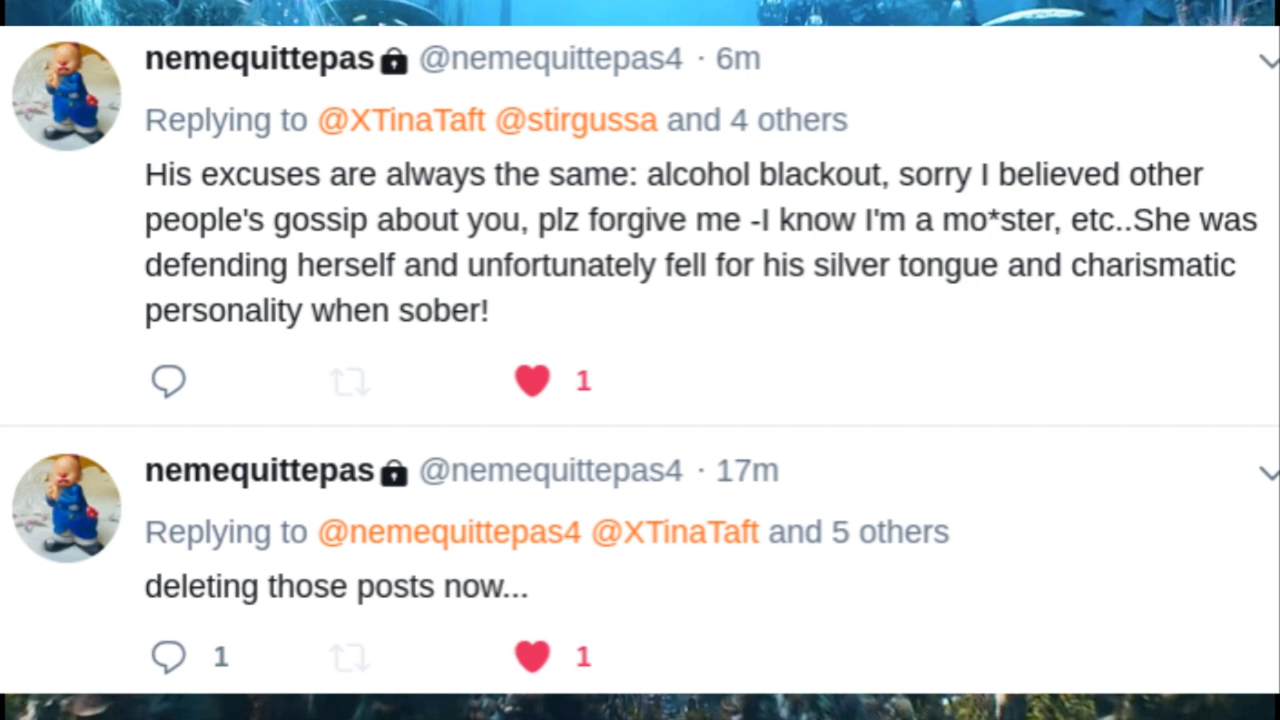 nemequittepas @nemequittepas4 · 6m
Replying to @XTinaTaft @stirgussa and 4 others
His excuses are always the same: alcohol blackout, sorry I believed other
people's gossip about you, plz forgive me -I know I'm a mo*ster, etc..She was
defending herself and unfortunately fell for his silver tongue and charismatic
personality when sober!
1
nemequittepas @nemequittepas4 · 17m
Replying to @nemequittepas4 @XTinaTaft and 5 others
deleting those posts now...
1 1